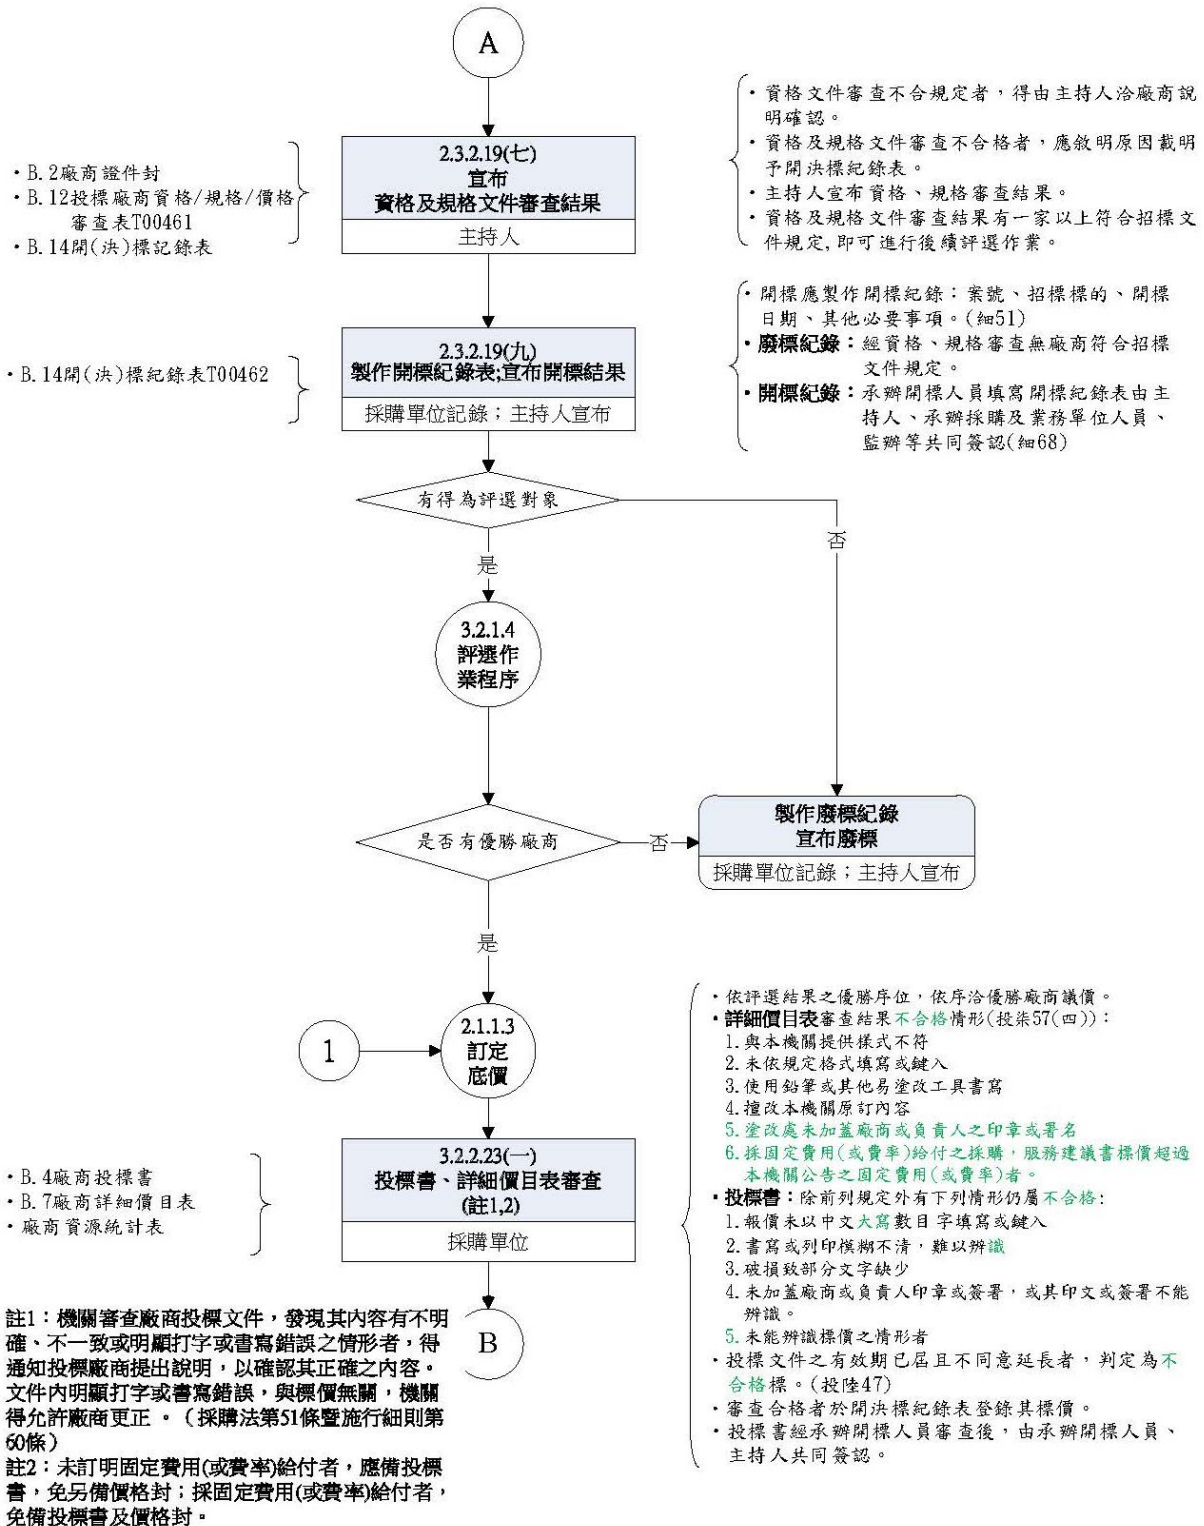 A
• B.2廠商證件封
• B.12投標廠商資格/規格/價格
審查表T00461
• B.14開(決)標記錄表
2.3.2.19(七)
宣布
資格及規格文件審查結果
主持人
• 資格文件審查不合規定者，得由主持人洽廠商說
明確認。
• 資格及規格文件審查不合格者，應敘明原因載明
予開決標紀錄表。
• 主持人宣布資格、規格審查結果。
• 資格及規格文件審查結果有一家以上符合招標文
件規定,即可進行後續評選作業。
• B.14開(決)標紀錄表T00462
2.3.2.19(九)
製作開標紀錄表;宣布開標結果
採購單位記錄；主持人宣布
• 開標應製作開標紀錄：案號、招標標的、開標
日期、其他必要事項。(細51)
• 廢標紀錄：經資格、規格審查無廠商符合招標
文件規定。
• 開標紀錄：承辦開標人員填寫開標紀錄表由主
持人、承辦採購及業務單位人員、
監辦等共同簽認(細68)
有得為評選對象
否
是
3.2.1.4
評選作
業程序
是否有優勝廠商
否
製作廢標紀錄
宣布廢標
採購單位記錄；主持人宣布
是
1
2.1.1.3
訂定
底價
• B.4廠商投標書
• B.7廠商詳細價目表
• 廠商資源統計表
3.2.2.23(一)
投標書、詳細價目表審查
(註1,2)
採購單位
B
• 依評選結果之優勝序位，依序洽優勝廠商議價。
• 詳細價目表審查結果不合格情形(投柒57(四))：
1.與本機關提供樣式不符
2.未依規定格式填寫或鍵入
3.使用鉛筆或其他易塗改工具書寫
4.擅改本機關原訂內容
5.塗改處未加蓋廠商或負責人之印章或署名
6.採固定費用(或費率)給付之採購，服務建議書標價超過
本機關公告之固定費用(或費率)者。
• 投標書：除前列規定外有下列情形仍屬不合格:
1.報價未以中文大寫數目字填寫或鍵入
2.書寫或列印模糊不清，難以辨識
3.破損致部分文字缺少
4.未加蓋廠商或負責人印章或簽署，或其印文或簽署不能
辨識。
5.未能辨識標價之情形者
• 投標文件之有效期已屆且不同意延長者，判定為不
合格標。(投陸47)
• 審查合格者於開決標紀錄表登錄其標價。
• 投標書經承辦開標人員審查後，由承辦開標人員、
主持人共同簽認。
註1：機關審查廠商投標文件，發現其內容有不明
確、不一致或明顯打字或書寫錯誤之情形者，得
通知投標廠商提出說明，以確認其正確之內容。
文件內明顯打字或書寫錯誤，與標價無關，機關
得允許廠商更正 。（採購法第51條暨施行細則第
60條）
註2：未訂明固定費用(或費率)給付者，應備投標
書，免另備價格封；採固定費用(或費率)給付者，
免備投標書及價格封。